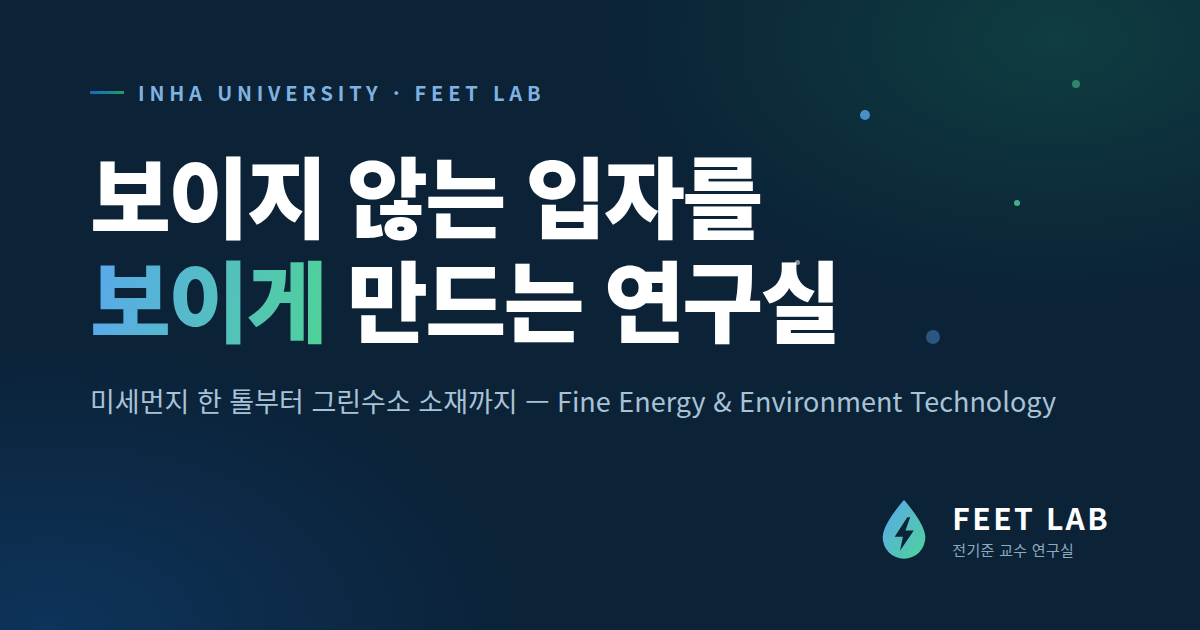 INHA UNIVERSITY · FEET LAB
보이지 않는 입자를
보이게 만드는 연구실
미세먼지 한 톨부터 그린수소 소재까지 — Fine Energy & Environment Technology
FEET LAB
전기준 교수 연구실